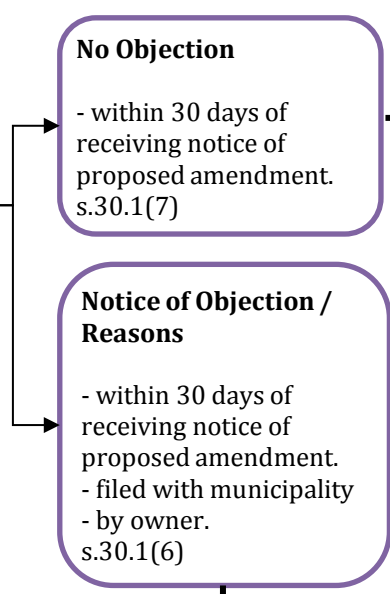 No Objection
- within 30 days of
receiving notice of
proposed amendment.
s.30.1(7)
Notice of Objection /
Reasons
- within 30 days of
receiving notice of
proposed amendment.
- filed with municipality
- by owner.
s.30.1(6)